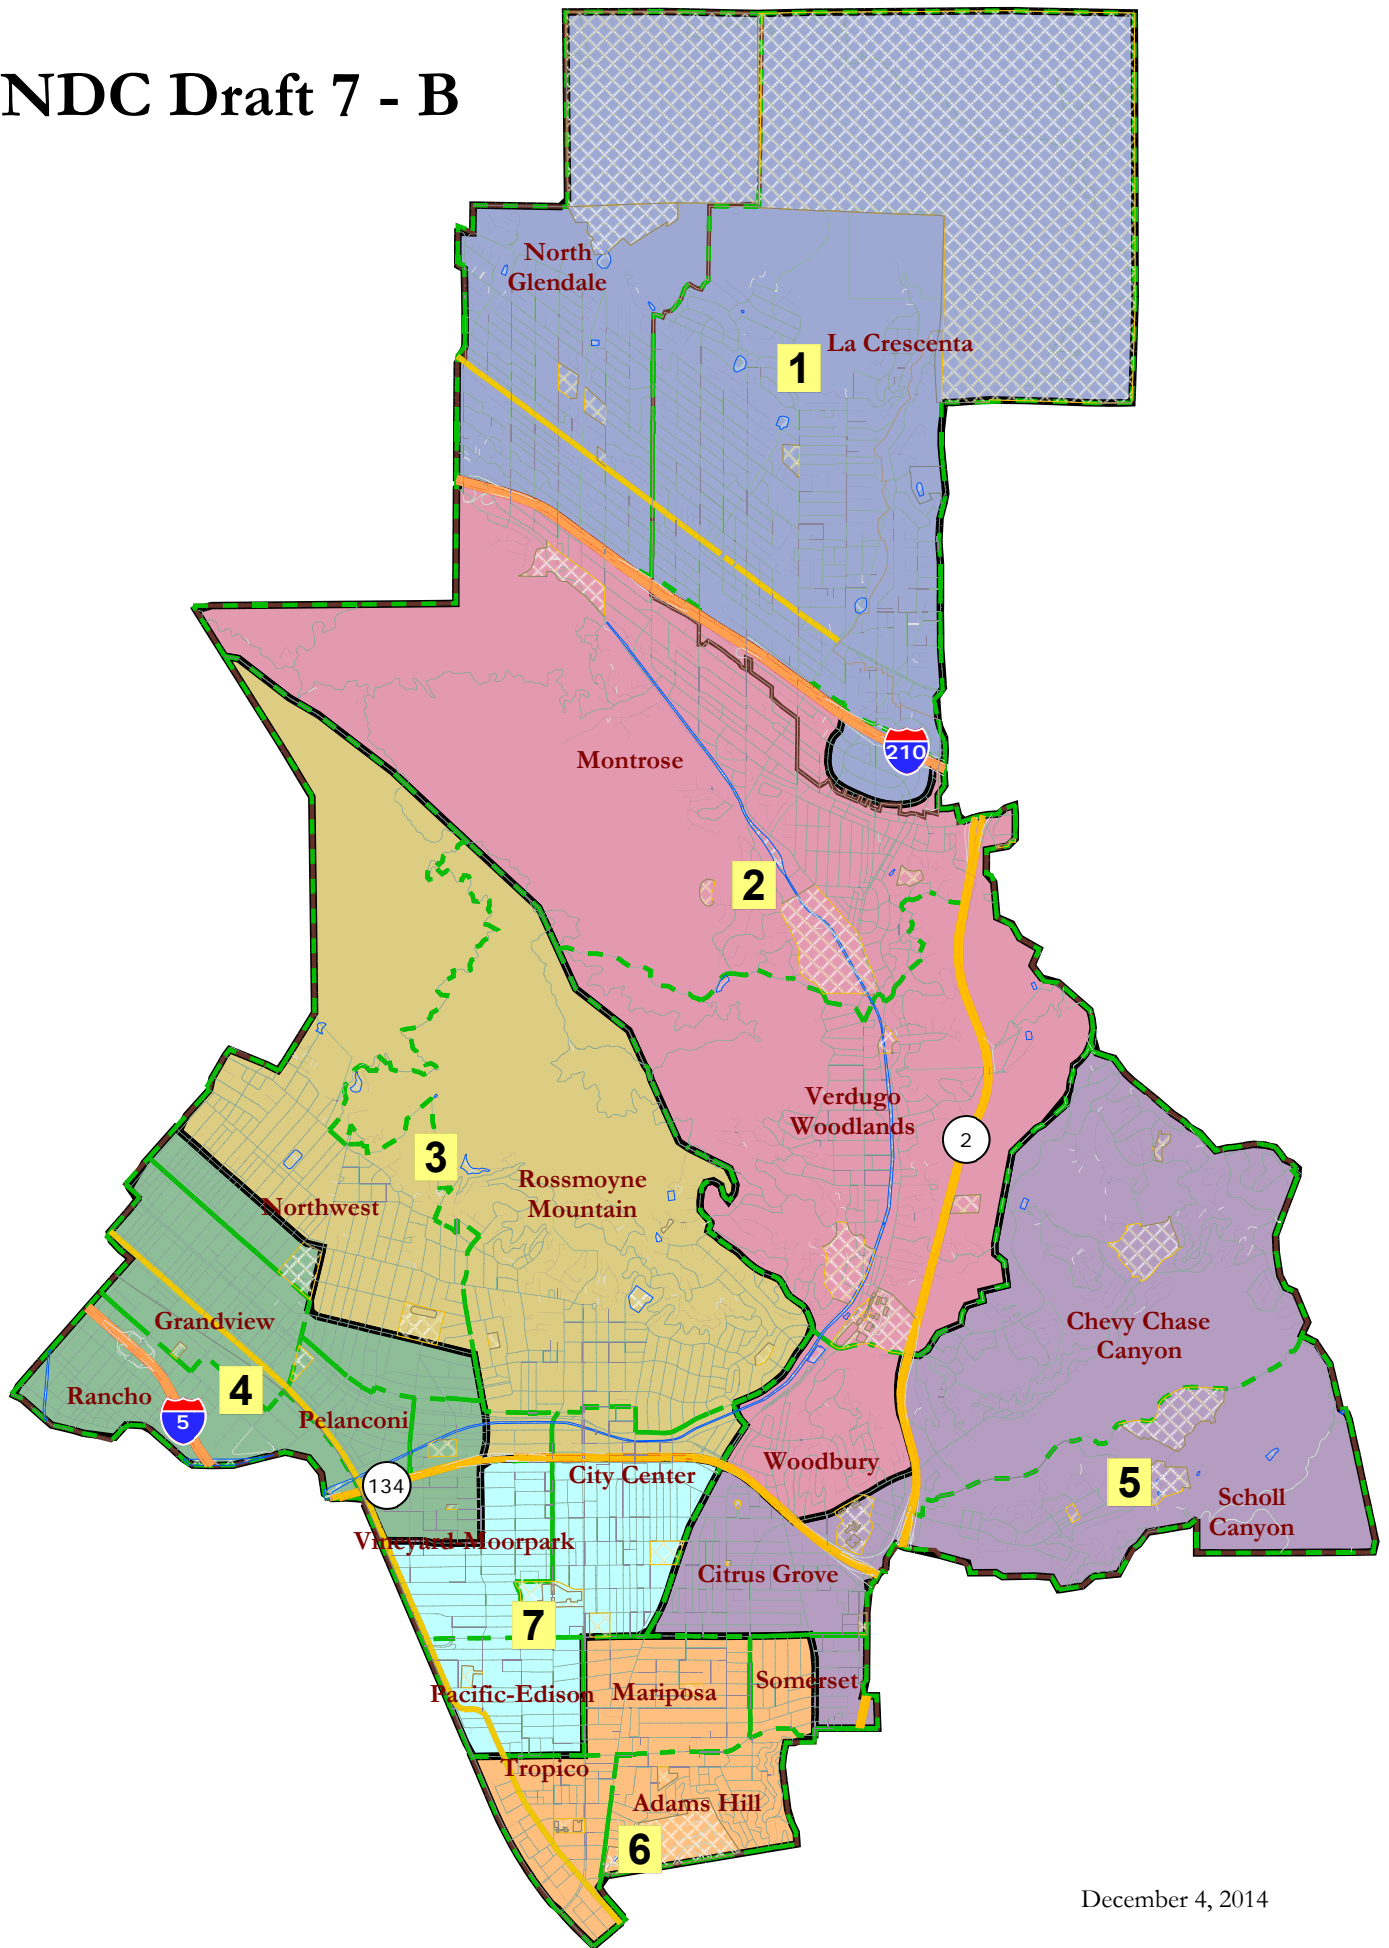 NDC Draft 7 - B
North
Glendale
La Crescenta
1
210
Montrose
2
Verdugo
Woodlands
2
3
Rossmoyne
Mountain
Northwest
Grandview
Chevy Chase
Canyon
4
Rancho
5
Pelanconi
Woodbury
City Center
134
5
Scholl
Canyon
Vineyard-Moorpark
Citrus Grove
7
Somerset
Pacific-Edison
Mariposa
Tropico
Adams Hill
6
December 4, 2014